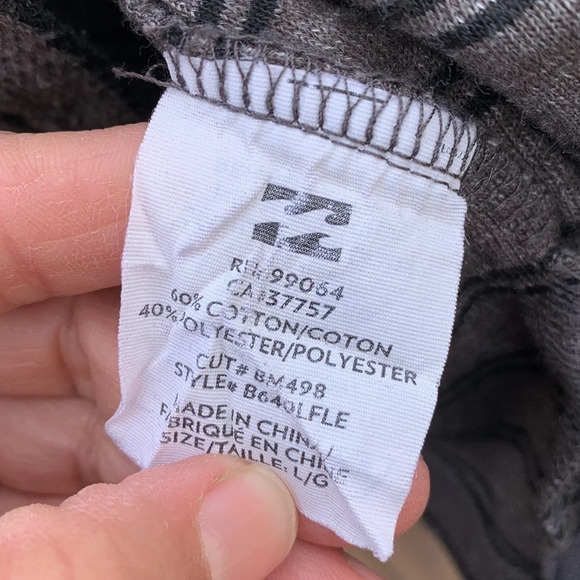 RN# 99064
CA#37757
60% COTTON/COTON
40% POLYESTER/POLYESTER
CUT# BM498
STYLE# B640LFLE
MADE IN CHINA/
FABRIQUE EN CHINE
SIZE/TAILLE: L/G